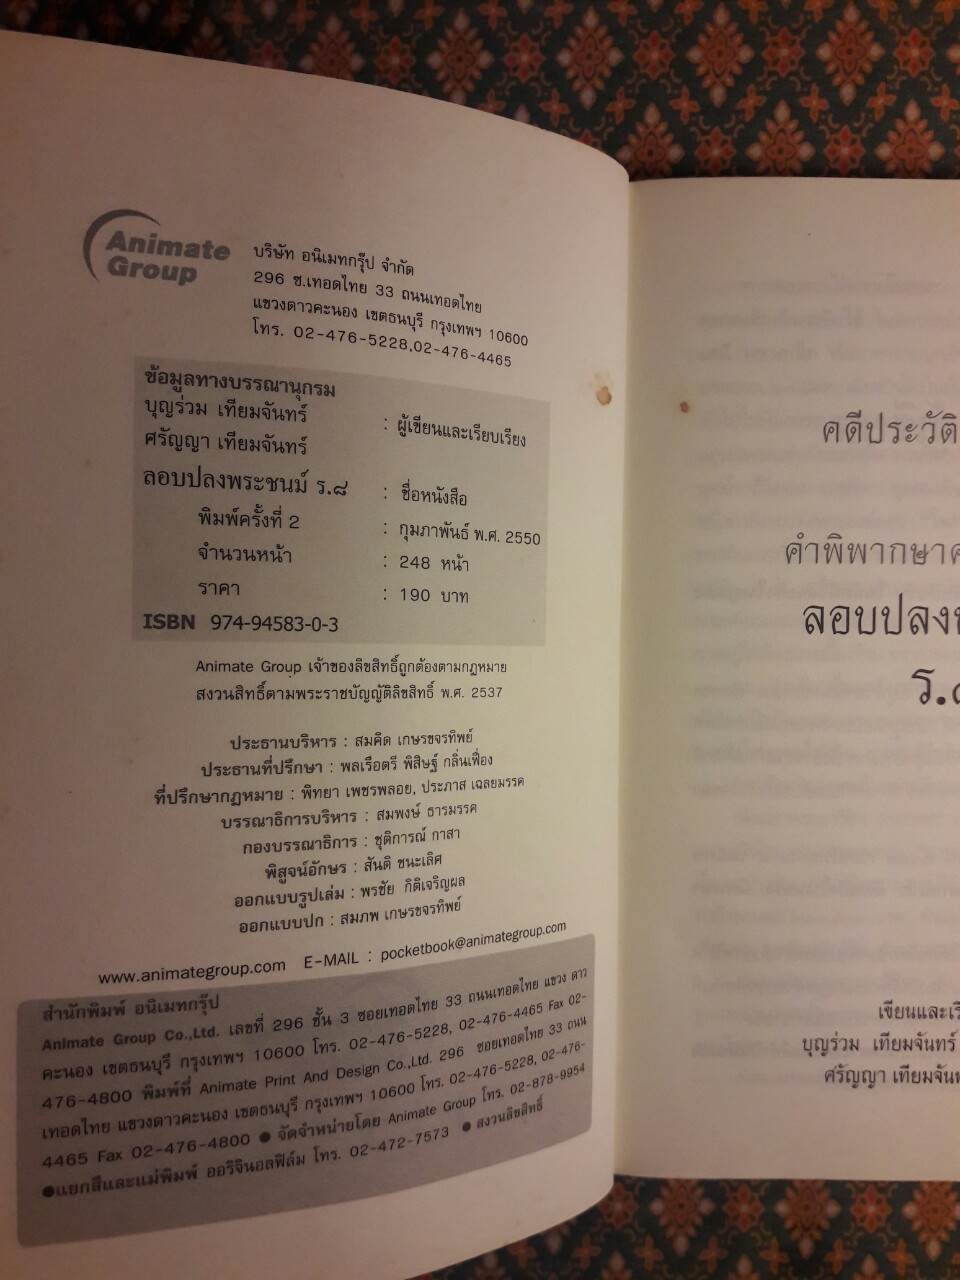 Animate
Group
บริษัท อนิเมทกรุ๊ป จำกัด
296 ซ.เทอดไทย 33 ถนนเทอดไทย
แขวงดาวคะนอง เขตธนบุรี กรุงเทพฯ 10600
โทร. 02-476-5228,02-476-4465
ข้อมูลทางบรรณานุกรม
บุญร่วม เทียมจันทร์
ศรัญญา เทียมจันทร์ : ผู้เขียนและเรียบเรียง
ลอบปลงพระชนม์ ร.๘ : ชื่อหนังสือ
พิมพ์ครั้งที่ 2 : กุมภาพันธ์ พ.ศ. 2550
จำนวนหน้า : 248 หน้า
ราคา : 190 บาท
ISBN 974-94583-0-3
Animate Group เจ้าของลิขสิทธิ์ถูกต้องตามกฎหมาย
สงวนสิทธิ์ตามพระราชบัญญัติลิขสิทธิ์ พ.ศ. 2537
ประธานบริหาร : สมคิด เกษรขจรทิพย์
ประธานที่ปรึกษา : พลเรือตรี พิสิษฐ์ กลิ่นเฟื่อง
ที่ปรึกษากฎหมาย : พิทยา เพชรพลอย, ประภาส เฉลยมรรค
บรรณาธิการบริหาร : สมพงษ์ ธารมรรค
กองบรรณาธิการ : ชุติการณ์ กาสา
พิสูจน์อักษร : สันติ ชนะเลิศ
ออกแบบรูปเล่ม : พรชัย กิติเจริญผล
ออกแบบปก : สมภพ เกษรขจรทิพย์
www.animategroup.com E-MAIL : pocketbook@animategroup.com
สำนักพิมพ์ อนิเมทกรุ๊ป
Animate Group Co.,Ltd. เลขที่ 296 ชั้น 3 ซอยเทอดไทย 33 ถนนเทอดไทย แขวง ดาว
คะนอง เขตธนบุรี กรุงเทพฯ 10600 โทร. 02-476-5228, 02-476-4465 Fax 02-
476-4800 พิมพ์ที่ Animate Print And Design Co.,Ltd. 296 ซอยเทอดไทย 33 ถนน
เทอดไทย แขวงดาวคะนอง เขตธนบุรี กรุงเทพฯ 10600 โทร. 02-476-5228, 02-476-
4465 Fax 02-476-4800 ● จัดจำหน่ายโดย Animate Group โทร. 02-878-9954
●แยกสีและแม่พิมพ์ ออริจินอลฟิล์ม โทร. 02-472-7573 ● สงวนลิขสิทธิ์
คดีประวัติ
คำพิพากษาค
ลอบปลงพ
ร.๘
เขียนและเรี
บุญร่วม เทียมจันทร์
ศรัญญา เทียมจัน